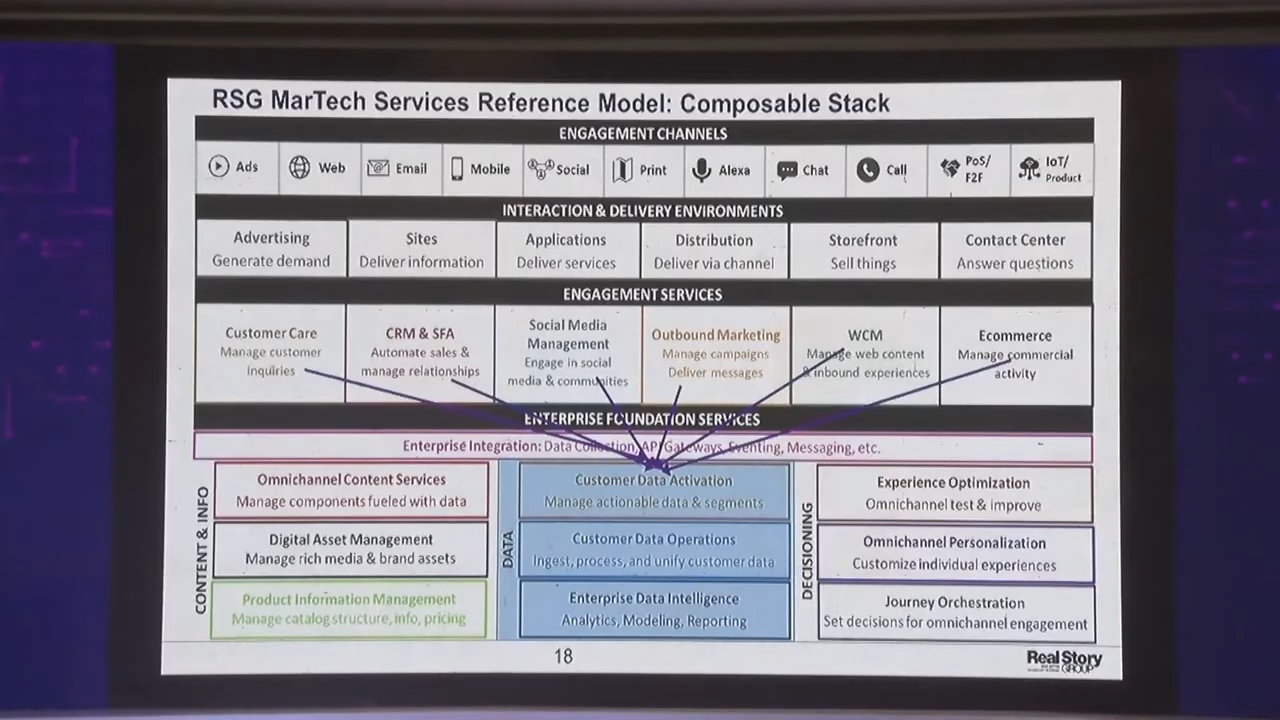 RSG MarTech Services Reference Model: Composable Stack
ENGAGEMENT CHANNELS
Ads
Web
Email
Mobile
Social
Print
Alexa
Chat
Call
PoS/
F2F
IoT/
Product
INTERACTION & DELIVERY ENVIRONMENTS
Advertising
Generate demand
Sites
Deliver information
Applications
Deliver services
Distribution
Deliver via channel
Storefront
Sell things
Contact Center
Answer questions
ENGAGEMENT SERVICES
Customer Care
Manage customer
inquiries
CRM & SFA
Automate sales &
manage relationships
Social Media
Management
Engage in social
media & communities
Outbound Marketing
Manage campaigns
Deliver messages
WCM
Manage web content
& inbound experiences
Ecommerce
Manage commercial
activity
ENTERPRISE FOUNDATION SERVICES
Enterprise Integration: Data Collection, API Gateways, Eventing, Messaging, etc.
CONTENT & INFO
Omnichannel Content Services
Manage components fueled with data
Digital Asset Management
Manage rich media & brand assets
Product Information Management
Manage catalog structure, info, pricing
DATA
Customer Data Activation
Manage actionable data & segments
Customer Data Operations
Ingest, process, and unify customer data
Enterprise Data Intelligence
Analytics, Modeling, Reporting
DECISIONING
Experience Optimization
Omnichannel test & improve
Omnichannel Personalization
Customize individual experiences
Journey Orchestration
Set decisions for omnichannel engagement
18
Real Story
GROUP